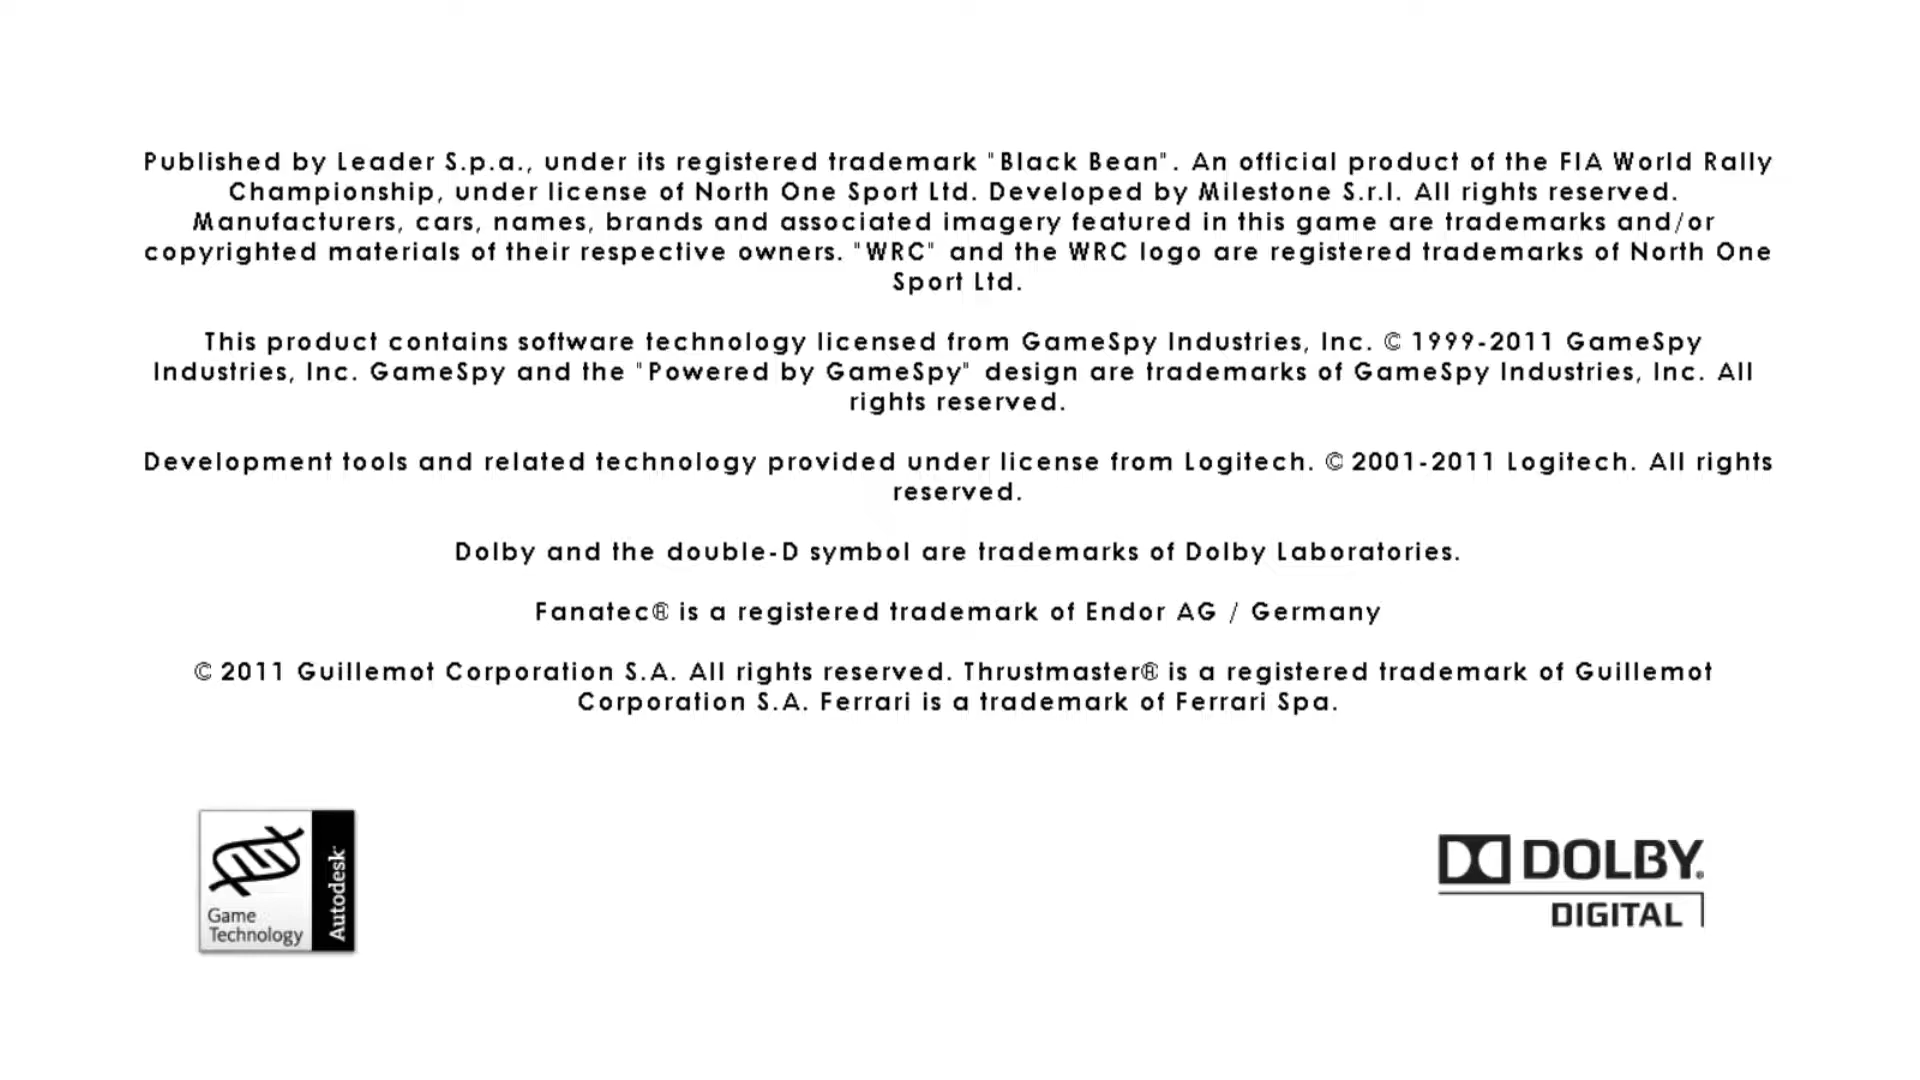 Published by Leader S.p.a., under its registered trademark "Black Bean". An official product of the FIA World Rally
Championship, under license of North One Sport Ltd. Developed by Milestone S.r.l. All rights reserved.
Manufacturers, cars, names, brands and associated imagery featured in this game are trademarks and/or
copyrighted materials of their respective owners. "WRC" and the WRC logo are registered trademarks of North One
Sport Ltd.
This product contains software technology licensed from GameSpy Industries, Inc. © 1999-2011 GameSpy
Industries, Inc. GameSpy and the "Powered by GameSpy" design are trademarks of GameSpy Industries, Inc. All
rights reserved.
Development tools and related technology provided under license from Logitech. © 2001-2011 Logitech. All rights
reserved.
Dolby and the double-D symbol are trademarks of Dolby Laboratories.
Fanatec® is a registered trademark of Endor AG / Germany
© 2011 Guillemot Corporation S.A. All rights reserved. Thrustmaster® is a registered trademark of Guillemot
Corporation S.A. Ferrari is a trademark of Ferrari Spa.
Game
Technology
Autodesk
DOLBY
DIGITAL